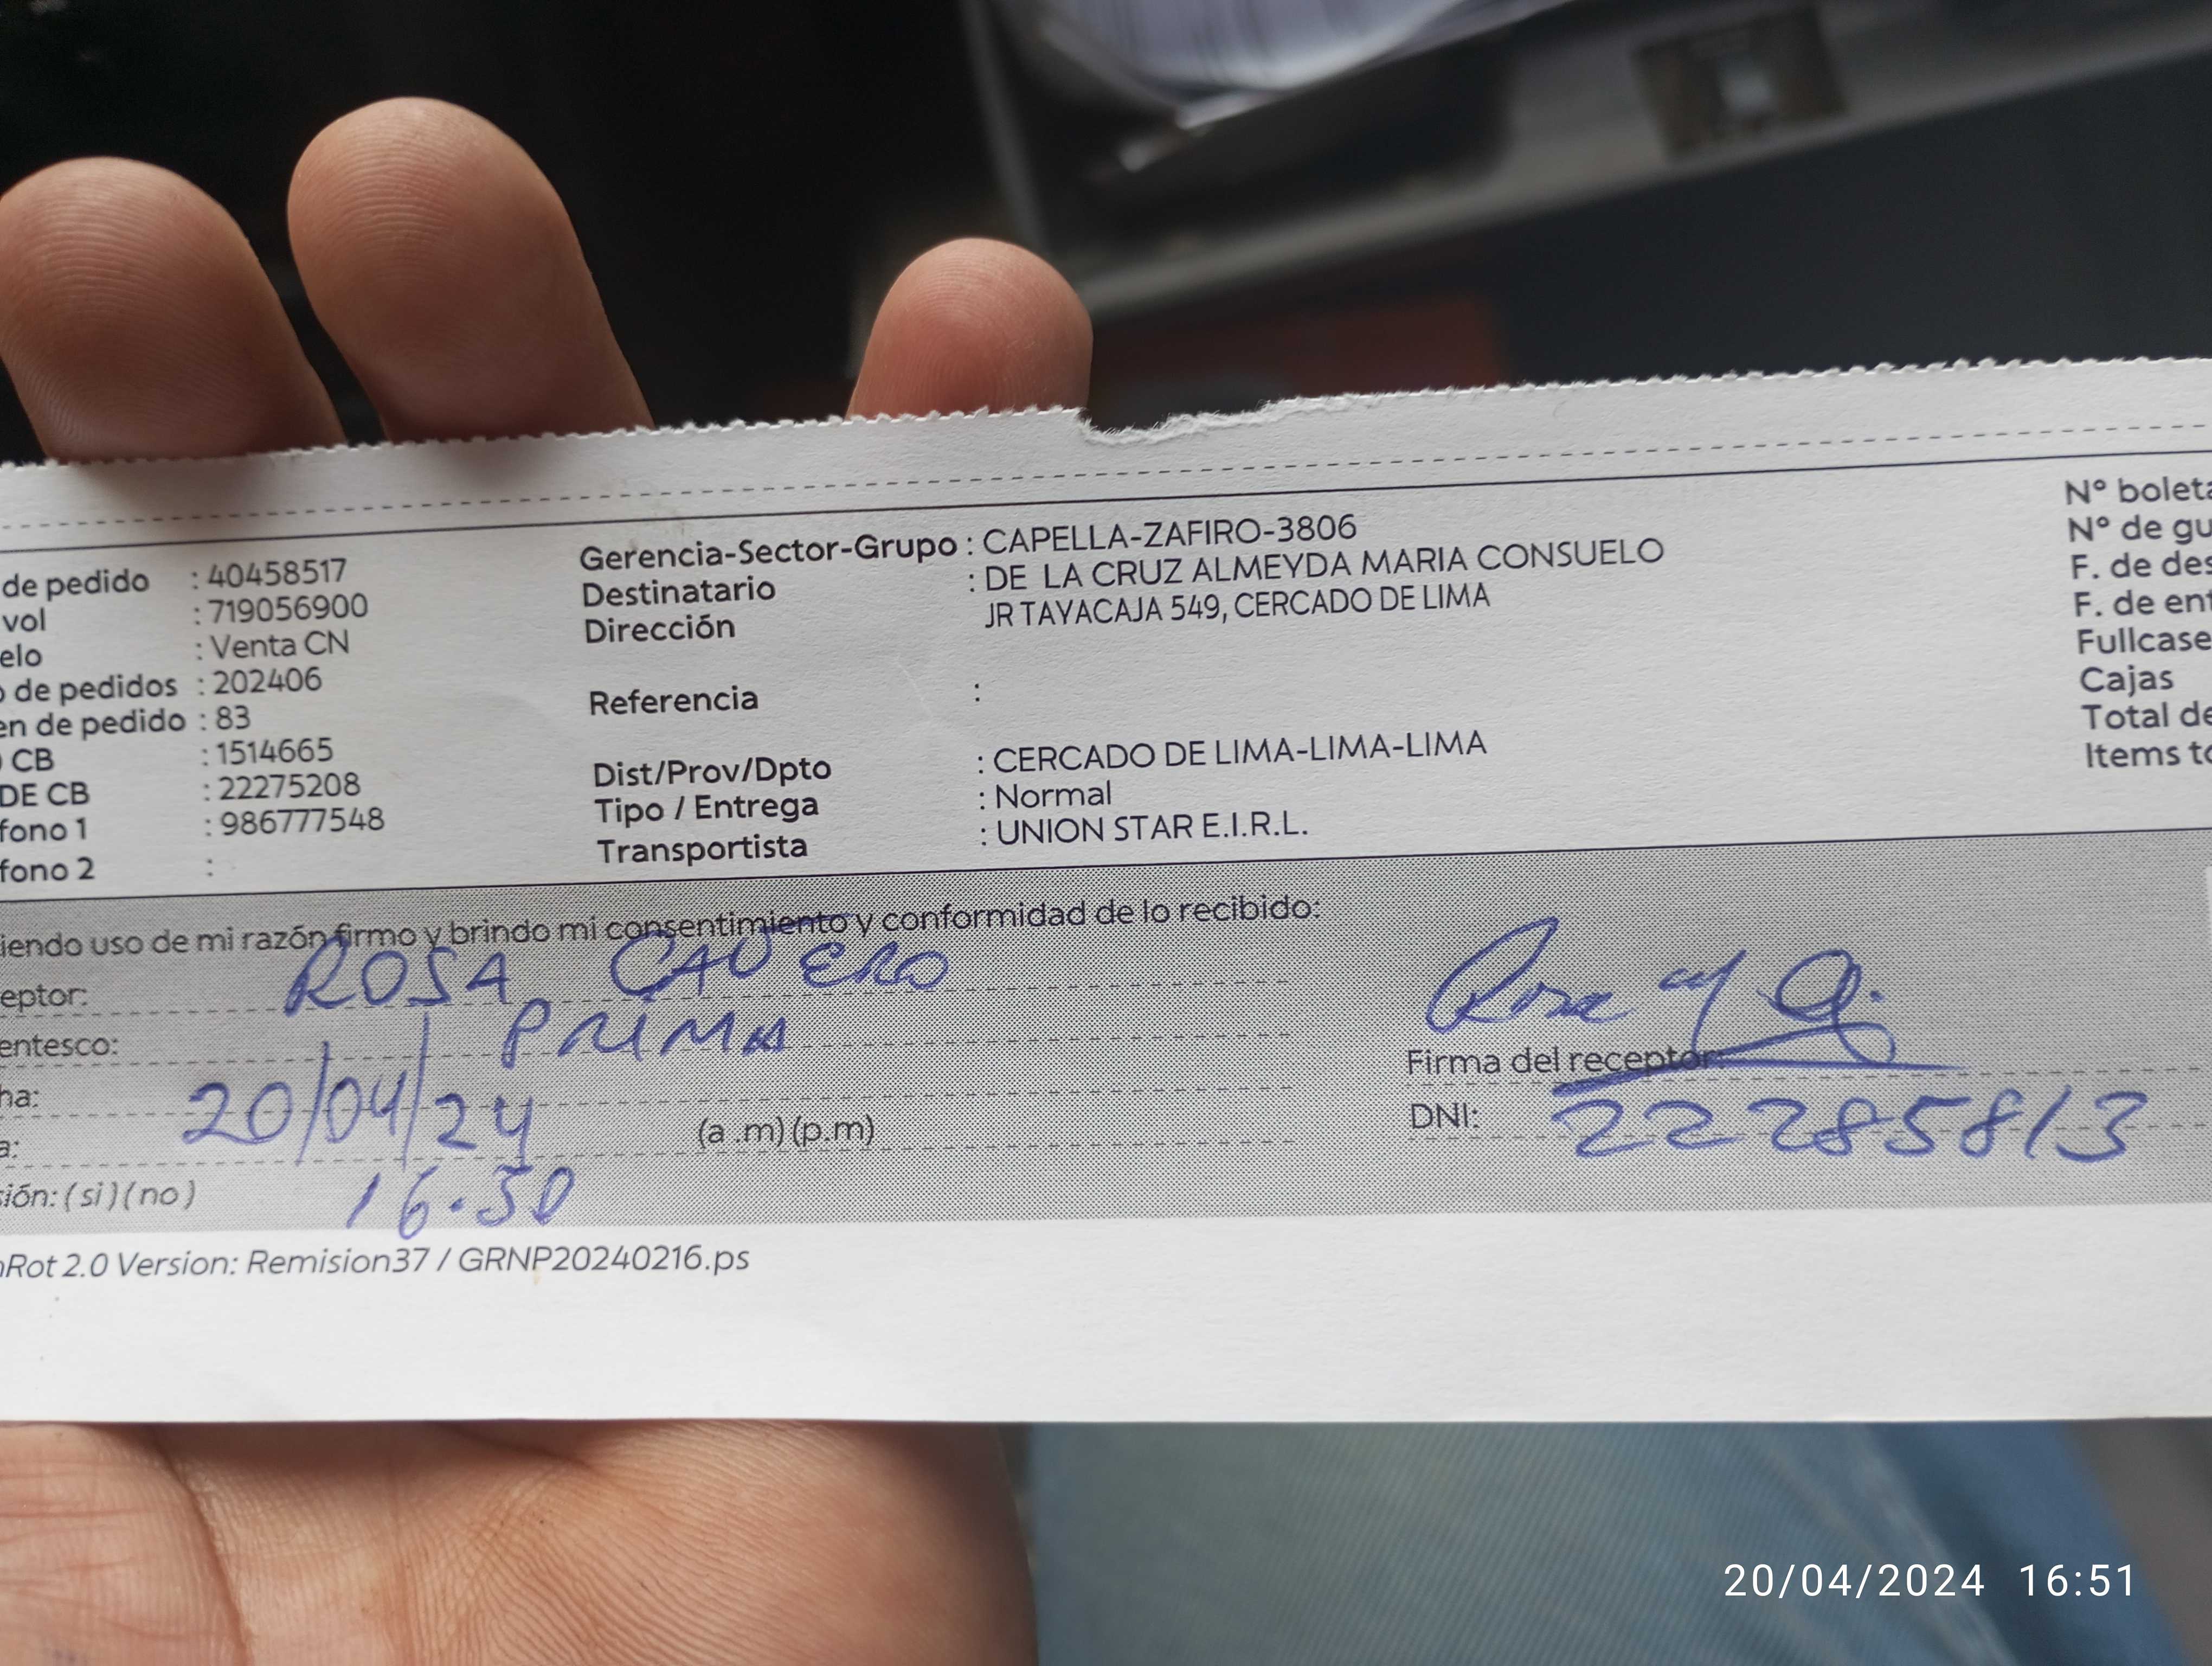 de pedido : 40458517
vol : 719056900
elo : Venta CN
de pedidos : 202406
en de pedido : 83
CB : 1514665
DE CB : 22275208
fono 1 : 986777548
fono 2 :
Gerencia-Sector-Grupo : CAPELLA-ZAFIRO-3806
Destinatario : DE LA CRUZ ALMEYDA MARIA CONSUELO
Dirección JR TAYACAJA 549, CERCADO DE LIMA
Referencia :
Dist/Prov/Dpto : CERCADO DE LIMA-LIMA-LIMA
Tipo / Entrega : Normal
Transportista : UNION STAR E.I.R.L.
Nº boleta
Nº de gu
F. de des
F. de ent
Fullcase
Cajas
Total de
Items to
iendo uso de mi razón firmo y brindo mi consentimiento y conformidad de lo recibido:
eptor: ROSA CAVERO
entesco: PRIMA
ha: 20/04/24
a: (a .m) (p.m)
16.50
sión: ( si ) ( no )
Firma del receptor:
DNI: 22285813
Rot 2.0 Version: Remision37 / GRNP20240216.ps
20/04/2024 16:51